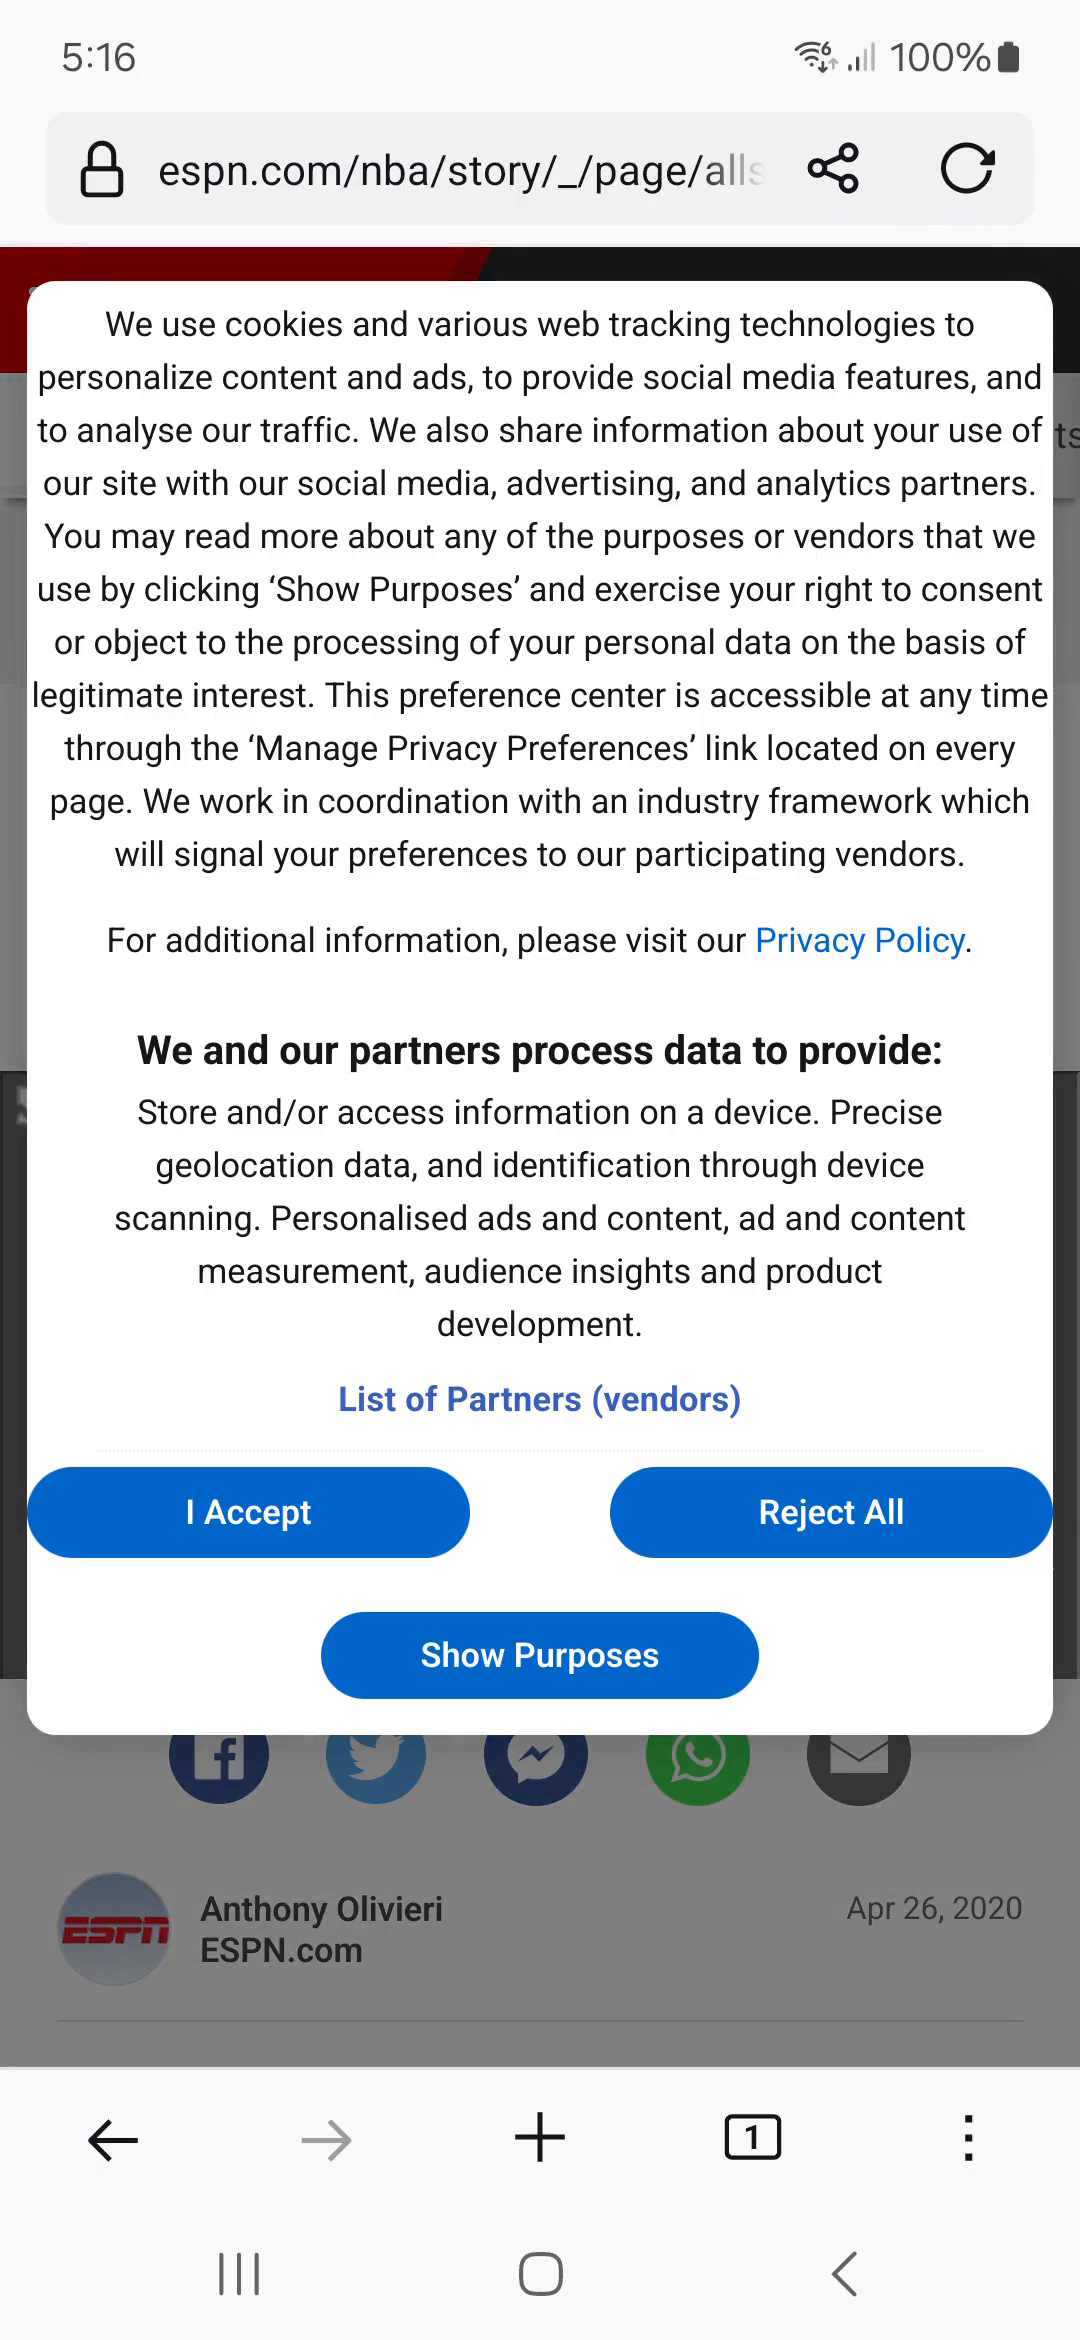 5:16
6 100%
espn.com/nba/story/_/page/alls
We use cookies and various web tracking technologies to
personalize content and ads, to provide social media features, and
to analyse our traffic. We also share information about your use of
ts
our site with our social media, advertising, and analytics partners.
You may read more about any of the purposes or vendors that we
use by clicking ‘Show Purposes’ and exercise your right to consent
or object to the processing of your personal data on the basis of
legitimate interest. This preference center is accessible at any time
through the ‘Manage Privacy Preferences’ link located on every
page. We work in coordination with an industry framework which
will signal your preferences to our participating vendors.
For additional information, please visit our Privacy Policy.
We and our partners process data to provide:
Store and/or access information on a device. Precise
geolocation data, and identification through device
scanning. Personalised ads and content, ad and content
measurement, audience insights and product
development.
List of Partners (vendors)
I Accept
Reject All
Show Purposes
ESPN
Anthony Olivieri
Apr 26, 2020
ESPN.com
1